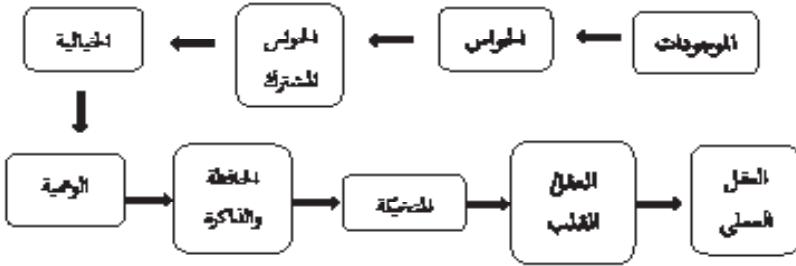 الموجودات
الحواس
الحواس
المشترك
الخيالية
الوهمية
الحافظة
والذاكرة
المتخيلة
العقل
القلب
العقل
العملي